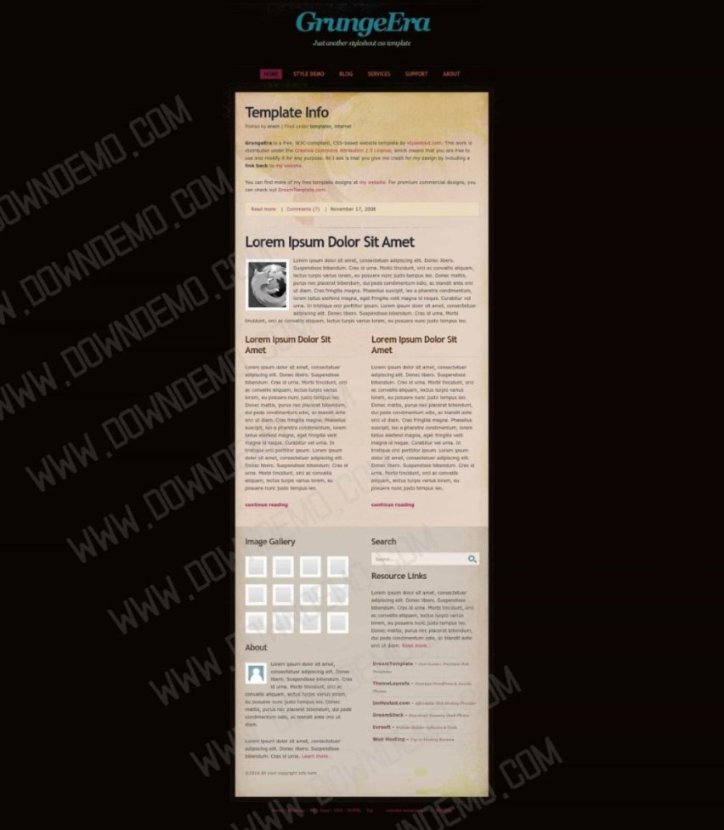 GrungeEra
Just another styleshout css template
HOME STYLE DEMO BLOG SERVICES SUPPORT ABOUT
Template Info
Posted by erwin | Filed under templates, internet
GrungeEra is a free, W3C-compliant, CSS-based website template by styleshout.com. This work is
distributed under the Creative Commons Attribution 2.5 License, which means that you are free to
use and modify it for any purpose. All I ask is that you give me credit for my design by including a
link back to my website.
You can find more of my free template designs at my website. For premium commercial designs, you
can check out DreamTemplate.com.
Read more | Comments (7) | November 17, 2008
Lorem Ipsum Dolor Sit Amet
Lorem ipsum dolor sit amet, consectetuer adipiscing elit. Donec libero.
Suspendisse bibendum. Cras id urna. Morbi tincidunt, orci ac convallis aliquam,
lectus turpis varius lorem, eu posuere nunc justo tempus leo. Donec mattis,
purus nec placerat bibendum, dui pede condimentum odio, ac blandit ante orci
ut diam. Cras fringilla magna. Phasellus suscipit, leo a pharetra condimentum,
lorem tellus eleifend magna, eget fringilla velit magna id neque. Curabitur vel
urna. In tristique orci porttitor ipsum. Lorem ipsum dolor sit amet, consectetuer
adipiscing elit. Donec libero. Suspendisse bibendum. Cras id urna. Morbi
tincidunt, orci ac convallis aliquam, lectus turpis varius lorem, eu posuere nunc justo tempus leo.
Lorem Ipsum Dolor Sit
Amet
Lorem ipsum dolor sit amet, consectetuer
adipiscing elit. Donec libero. Suspendisse
bibendum. Cras id urna. Morbi tincidunt, orci
ac convallis aliquam, lectus turpis varius
lorem, eu posuere nunc justo tempus leo.
Donec mattis, purus nec placerat bibendum,
dui pede condimentum odio, ac blandit ante
orci ut diam. Cras fringilla magna. Phasellus
suscipit, leo a pharetra condimentum, lorem
tellus eleifend magna, eget fringilla velit
magna id neque. Curabitur vel urna. In
tristique orci porttitor ipsum. Lorem ipsum
dolor sit amet, consectetuer adipiscing elit.
Donec libero. Suspendisse bibendum. Cras id
urna. Morbi tincidunt, orci ac convallis
aliquam, lectus turpis varius lorem, eu
posuere nunc justo tempus leo.
continue reading
Lorem Ipsum Dolor Sit
Amet
Lorem ipsum dolor sit amet, consectetuer
adipiscing elit. Donec libero. Suspendisse
bibendum. Cras id urna. Morbi tincidunt, orci
ac convallis aliquam, lectus turpis varius
lorem, eu posuere nunc justo tempus leo.
Donec mattis, purus nec placerat bibendum,
dui pede condimentum odio, ac blandit ante
orci ut diam. Cras fringilla magna. Phasellus
suscipit, leo a pharetra condimentum, lorem
tellus eleifend magna, eget fringilla velit
magna id neque. Curabitur vel urna. In
tristique orci porttitor ipsum. Lorem ipsum
dolor sit amet, consectetuer adipiscing elit.
Donec libero. Suspendisse bibendum. Cras id
urna. Morbi tincidunt, orci ac convallis
aliquam, lectus turpis varius lorem, eu
posuere nunc justo tempus leo.
continue reading
Image Gallery
About
Lorem ipsum dolor sit amet,
consectetuer adipiscing elit. Donec
libero. Suspendisse bibendum. Cras
id urna. Morbi tincidunt, orci ac
convallis aliquam, lectus turpis varius lorem, eu
posuere nunc justo tempus leo. Donec
mattis, purus nec placerat bibendum, dui pede
condimentum odio, ac blandit ante orci ut
diam.
Lorem ipsum dolor sit amet, consectetuer
adipiscing elit. Donec libero. Suspendisse
bibendum. Cras id urna. Learn more...
Search
Search...
Resource Links
Lorem ipsum dolor sit amet, consectetuer
adipiscing elit. Donec libero. Suspendisse
bibendum. Cras id urna. Morbi tincidunt, orci
ac convallis aliquam, lectus turpis varius
lorem, eu posuere nunc justo tempus leo.
Donec mattis, purus nec placerat bibendum,
dui pede condimentum odio, ac blandit ante
orci ut diam. Read more...
DreamTemplate -
ThemeLayouts -
ImHosted.com -
DreamStock -
Evrsoft -
Web Hosting -
©2010 All your copyright info here
WWW.DOWNDEMO.COM